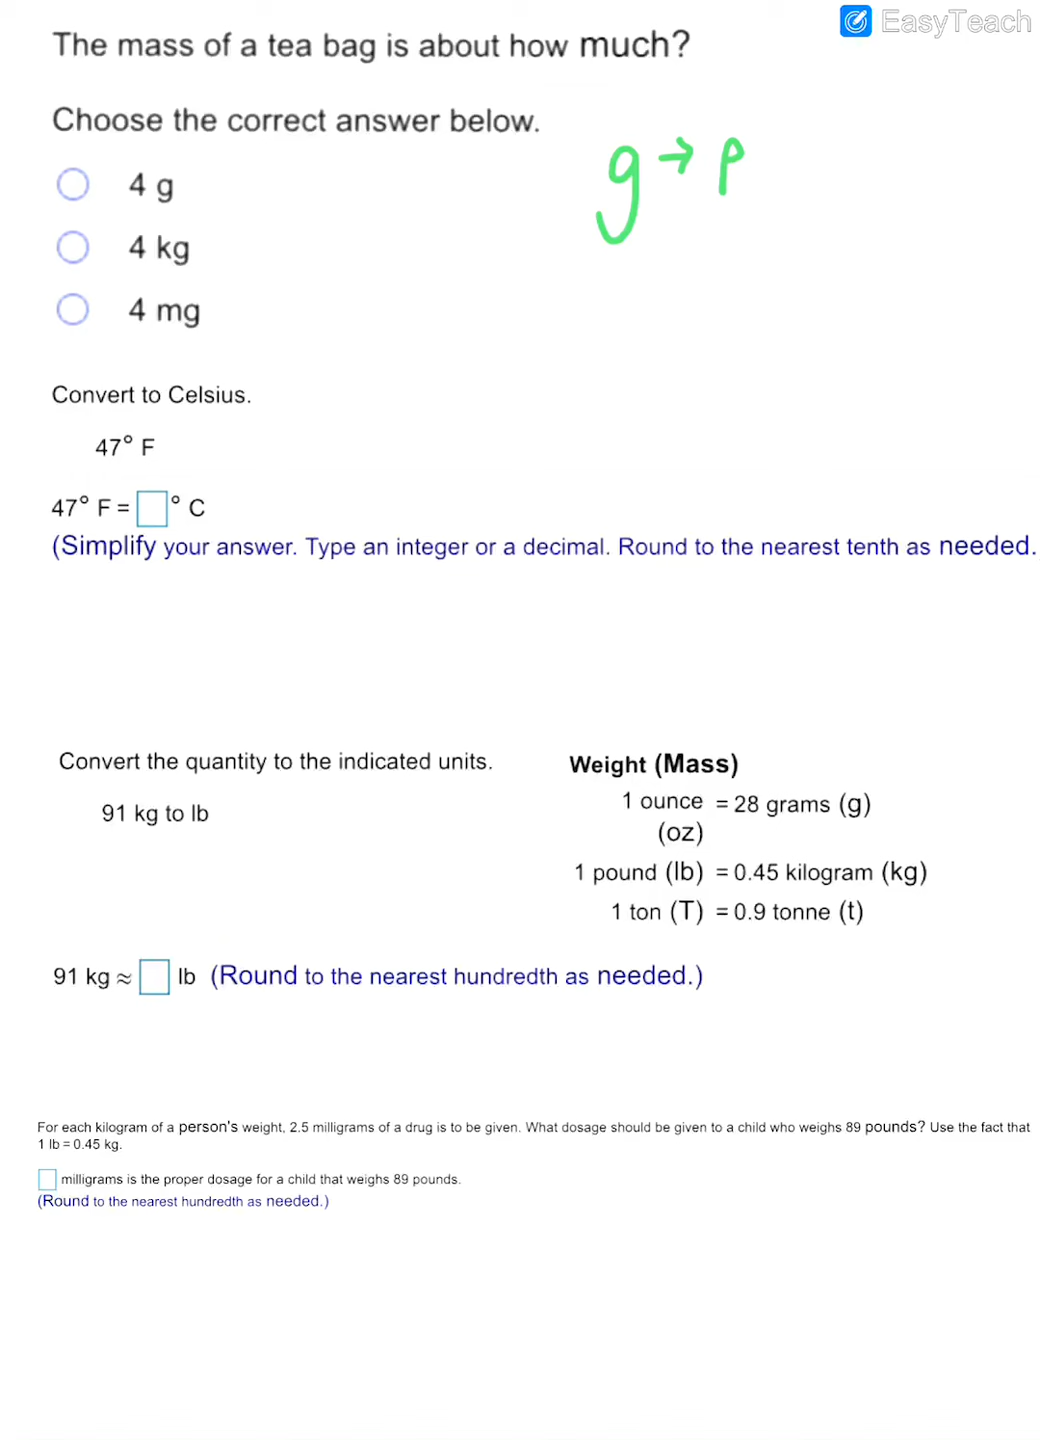 EasyTeach
The mass of a tea bag is about how much?
Choose the correct answer below.
4 g
4 kg
4 mg
g → p
Convert to Celsius.
47° F
47° F = ° C
(Simplify your answer. Type an integer or a decimal. Round to the nearest tenth as needed.
Convert the quantity to the indicated units.
91 kg to lb
Weight (Mass)
1 ounce = 28 grams (g)
(oz)
1 pound (lb) = 0.45 kilogram (kg)
1 ton (T) = 0.9 tonne (t)
91 kg ≈ lb (Round to the nearest hundredth as needed.)
For each kilogram of a person's weight, 2.5 milligrams of a drug is to be given. What dosage should be given to a child who weighs 89 pounds? Use the fact that
1 lb = 0.45 kg.
milligrams is the proper dosage for a child that weighs 89 pounds.
(Round to the nearest hundredth as needed.)